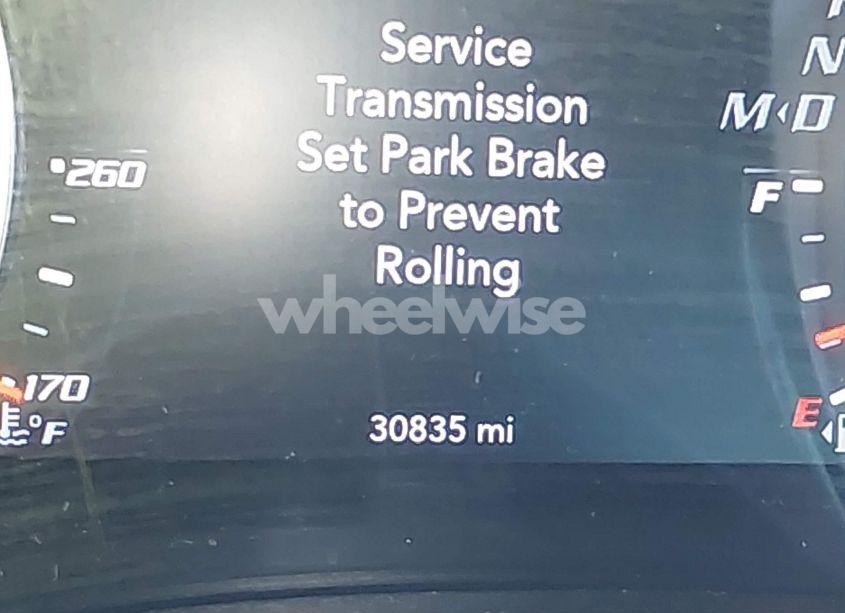 Service
Transmission
Set Park Brake
to Prevent
Rolling
wheelwise
30835 mi
260
170
°F
N
M D
F
E